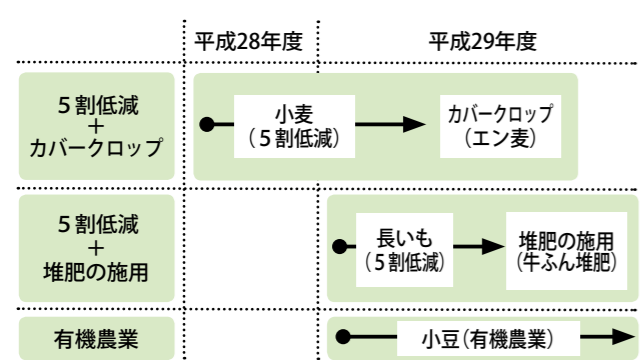 平成28年度
平成29年度
５割低減
＋
カバークロップ
小麦
（５割低減）
カバークロップ
（エン麦）
５割低減
＋
堆肥の施用
長いも
（５割低減）
堆肥の施用
（牛ふん堆肥）
有機農業
小豆（有機農業）